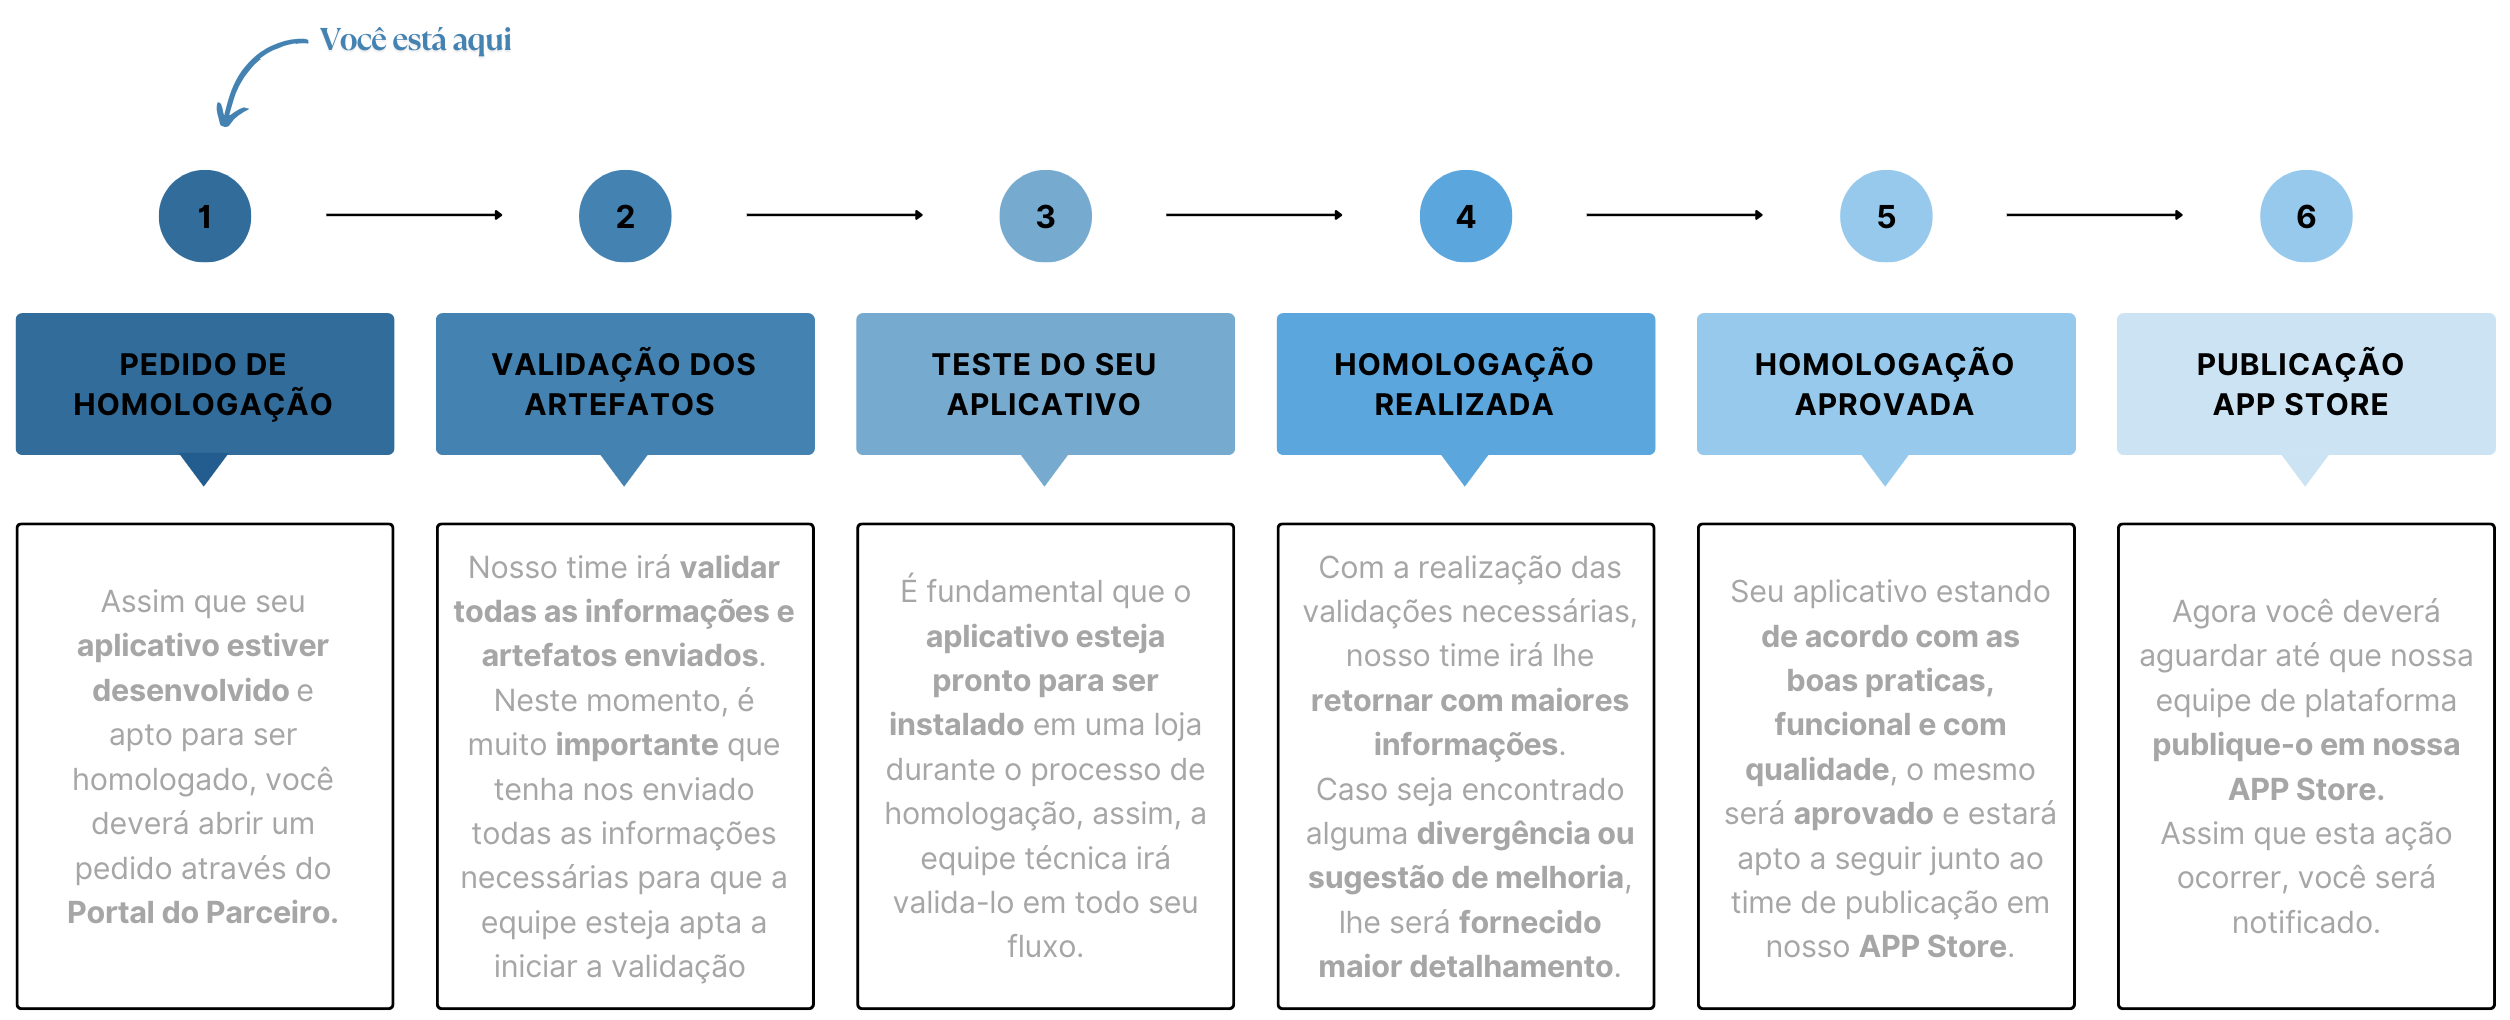 Você está aqui
1
2
3
4
5
6
PEDIDO DE
HOMOLOGAÇÃO
VALIDAÇÃO DOS
ARTEFATOS
TESTE DO SEU
APLICATIVO
HOMOLOGAÇÃO
REALIZADA
HOMOLOGAÇÃO
APROVADA
PUBLICAÇÃO
APP STORE
Assim que seu
aplicativo estiver
desenvolvido e
apto para ser
homologado, você
deverá abrir um
pedido através do
Portal do Parceiro.
Nosso time irá validar
todas as informações e
artefatos enviados.
Neste momento, é
muito importante que
tenha nos enviado
todas as informações
necessárias para que a
equipe esteja apta a
iniciar a validação
É fundamental que o
aplicativo esteja
pronto para ser
instalado em uma loja
durante o processo de
homologação, assim, a
equipe técnica irá
valida-lo em todo seu
fluxo.
Com a realização das
validações necessárias,
nosso time irá lhe
retornar com maiores
informações.
Caso seja encontrado
alguma divergência ou
sugestão de melhoria,
lhe será fornecido
maior detalhamento.
Seu aplicativo estando
de acordo com as
boas praticas,
funcional e com
qualidade, o mesmo
será aprovado e estará
apto a seguir junto ao
time de publicação em
nosso APP Store.
Agora você deverá
aguardar até que nossa
equipe de plataforma
publique-o em nossa
APP Store.
Assim que esta ação
ocorrer, você será
notificado.